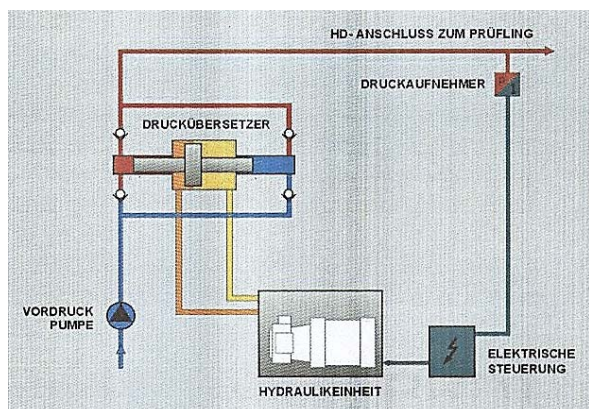 HD-ANSCHLUSS ZUM PRÜFLING
DRUCKAUFNEHMER
DRUCKÜBERSETZER
VORDRUCK
PUMPE
ELEKTRISCHE
STEUERUNG
HYDRAULIKEINHEIT